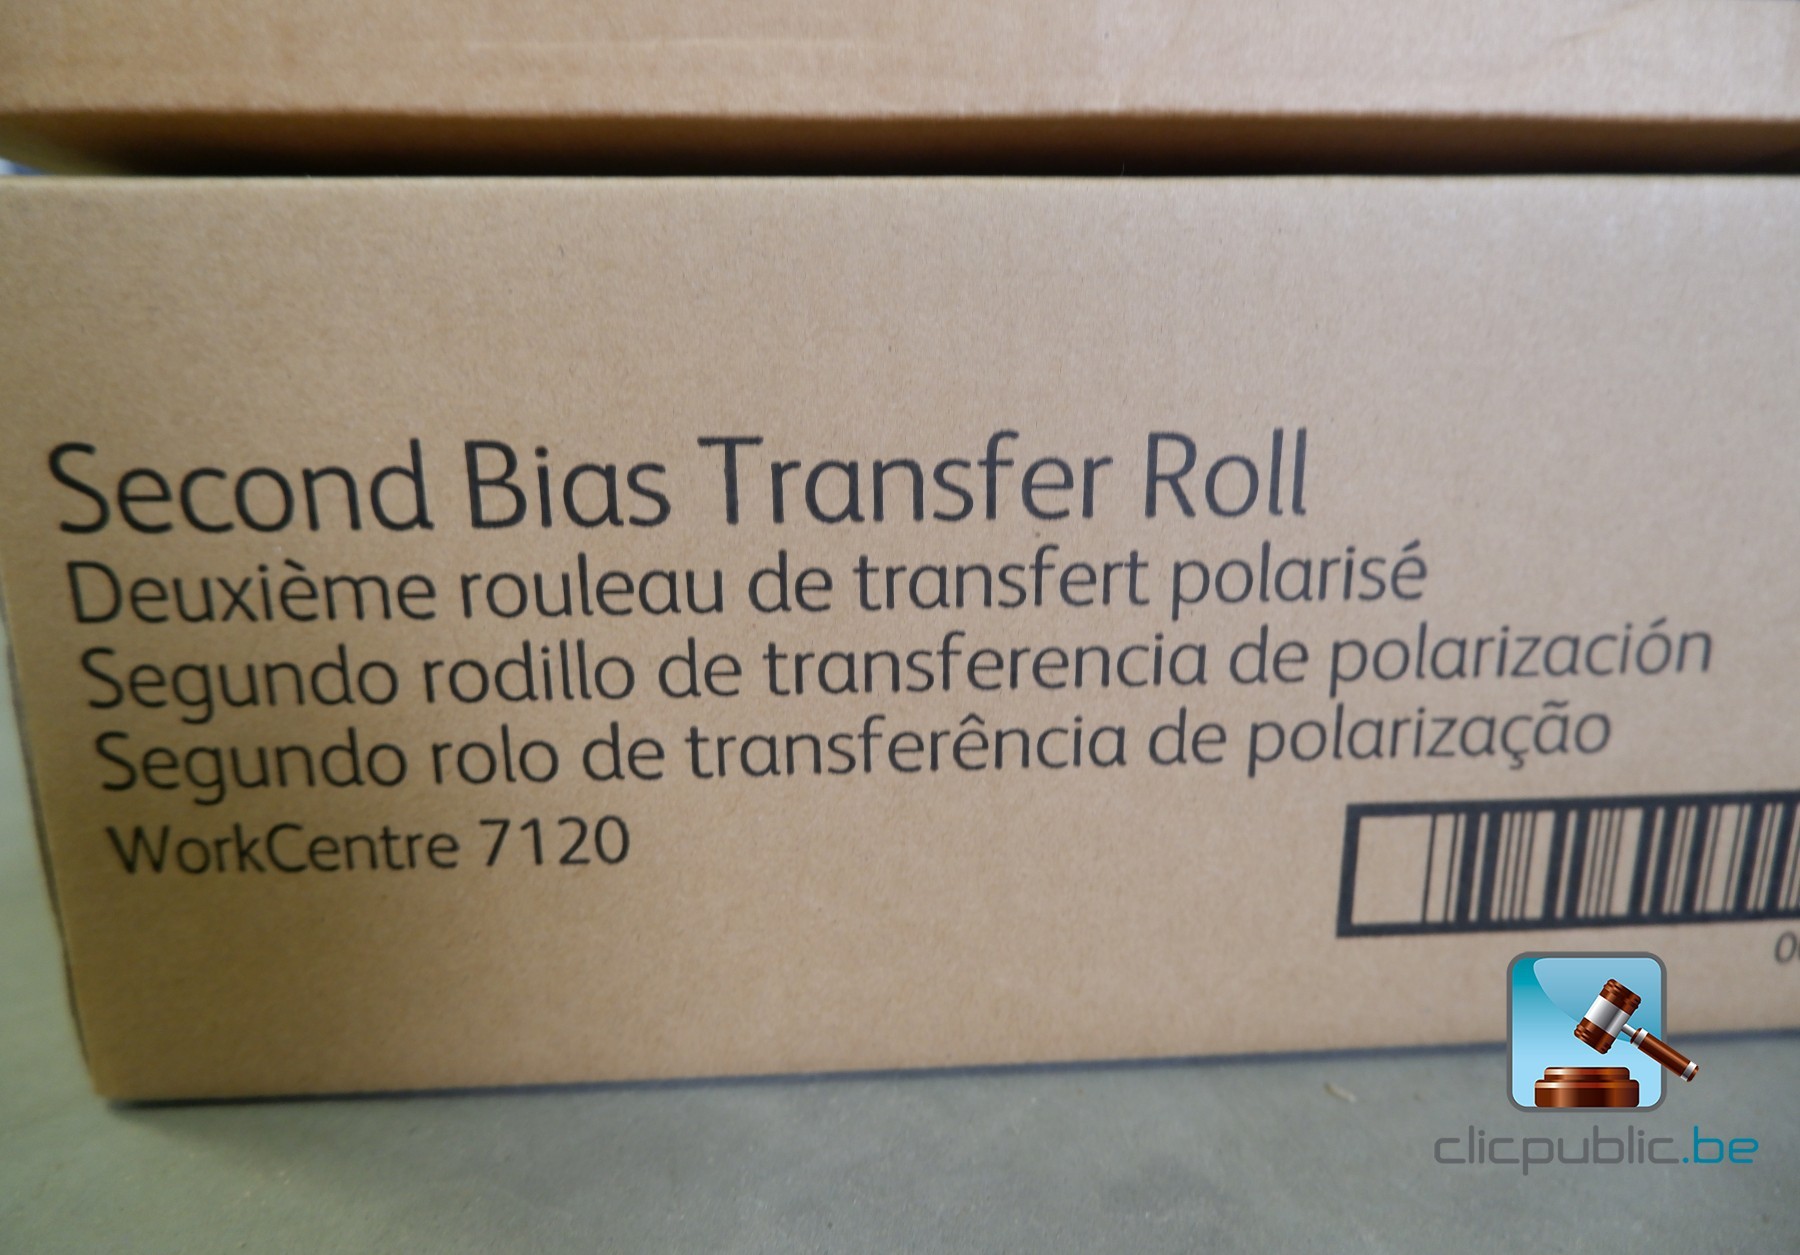 Second Bias Transfer Roll
Deuxième rouleau de transfert polarisé
Segundo rodillo de transferencia de polarización
Segundo rolo de transferência de polarização
WorkCentre 7120
clicpublic.be